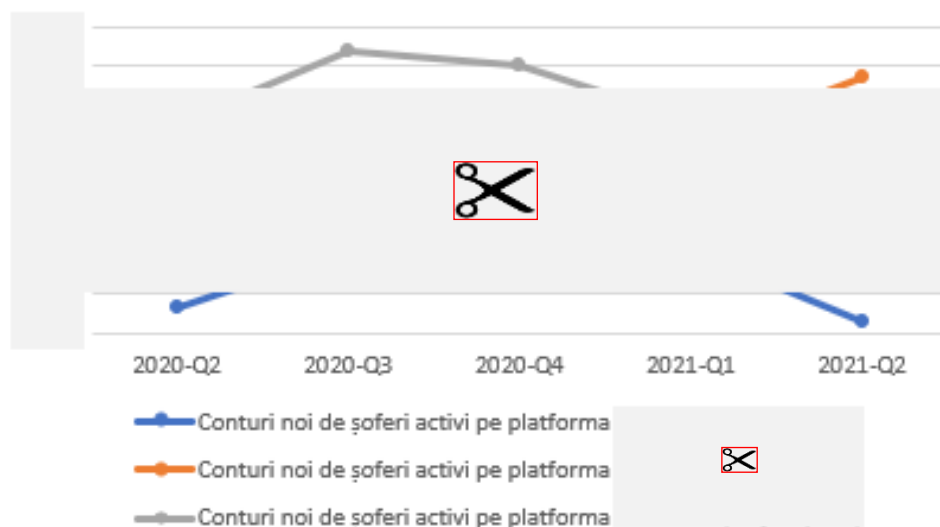 2020-Q2 2020-Q3 2020-Q4 2021-Q1 2021-Q2
Conturi noi de șoferi activi pe platforma
Conturi noi de șoferi activi pe platforma
Conturi noi de șoferi activi pe platforma